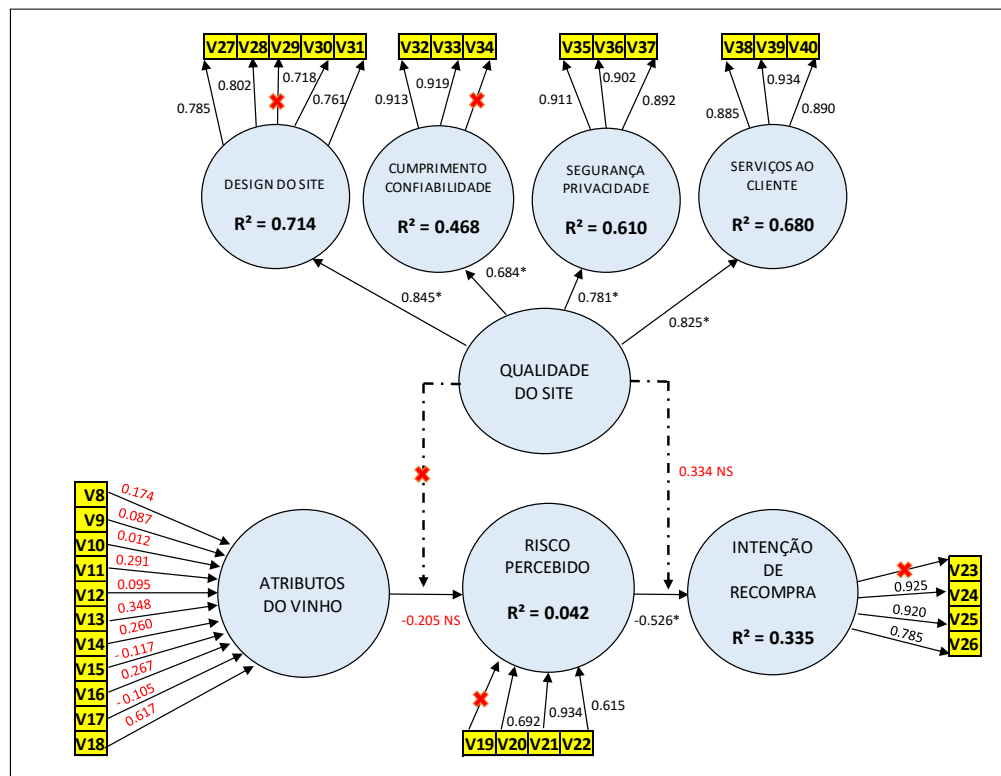 V27 V28 V29 V30 V31
V32 V33 V34
V35 V36 V37
V38 V39 V40
0.785
0.802
0.718
0.761
0.913
0.919
0.911
0.902
0.892
0.885
0.934
0.890
DESIGN DO SITE
R² = 0.714
CUMPRIMENTO
CONFIABILIDADE
R² = 0.468
SEGURANÇA
PRIVACIDADE
R² = 0.610
SERVIÇOS AO
CLIENTE
R² = 0.680
0.845*
0.684*
0.781*
0.825*
QUALIDADE
DO SITE
0.334 NS
V8
V9
V10
V11
V12
V13
V14
V15
V16
V17
V18
0.174
0.087
0.012
0.291
0.095
0.348
0.260
-0.117
0.267
-0.105
0.617
ATRIBUTOS
DO VINHO
-0.205 NS
RISCO
PERCEBIDO
R² = 0.042
-0.526*
INTENÇÃO
DE
RECOMPRA
R² = 0.335
0.925
0.920
0.785
V23
V24
V25
V26
0.692
0.934
0.615
V19 V20 V21 V22